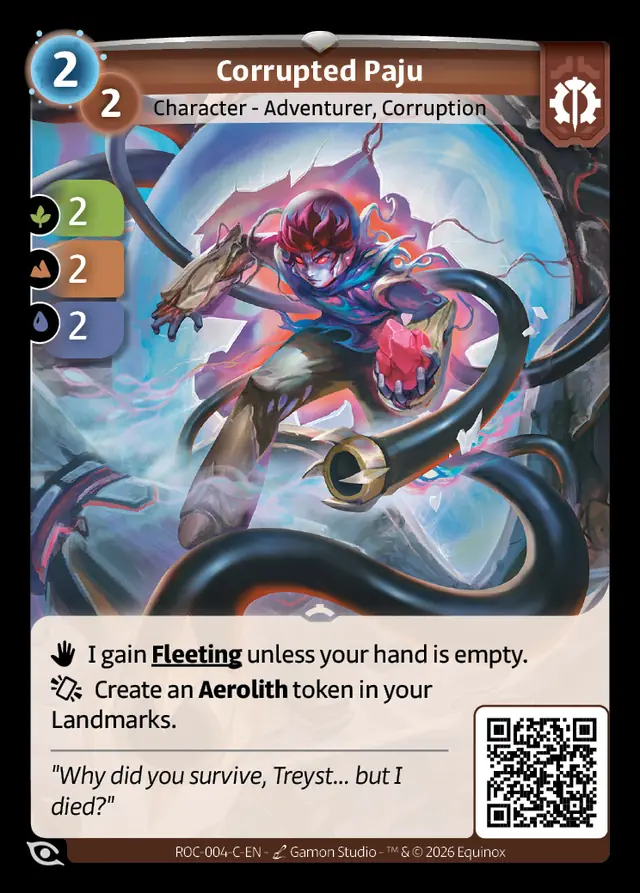 2
Corrupted Paju
2
Character - Adventurer, Corruption
2
2
2
I gain Fleeting unless your hand is empty.
Create an Aerolith token in your
Landmarks.
"Why did you survive, Treyst... but I
died?"
ROC-004-C-EN - Gamon Studio - ™ & © 2026 Equinox